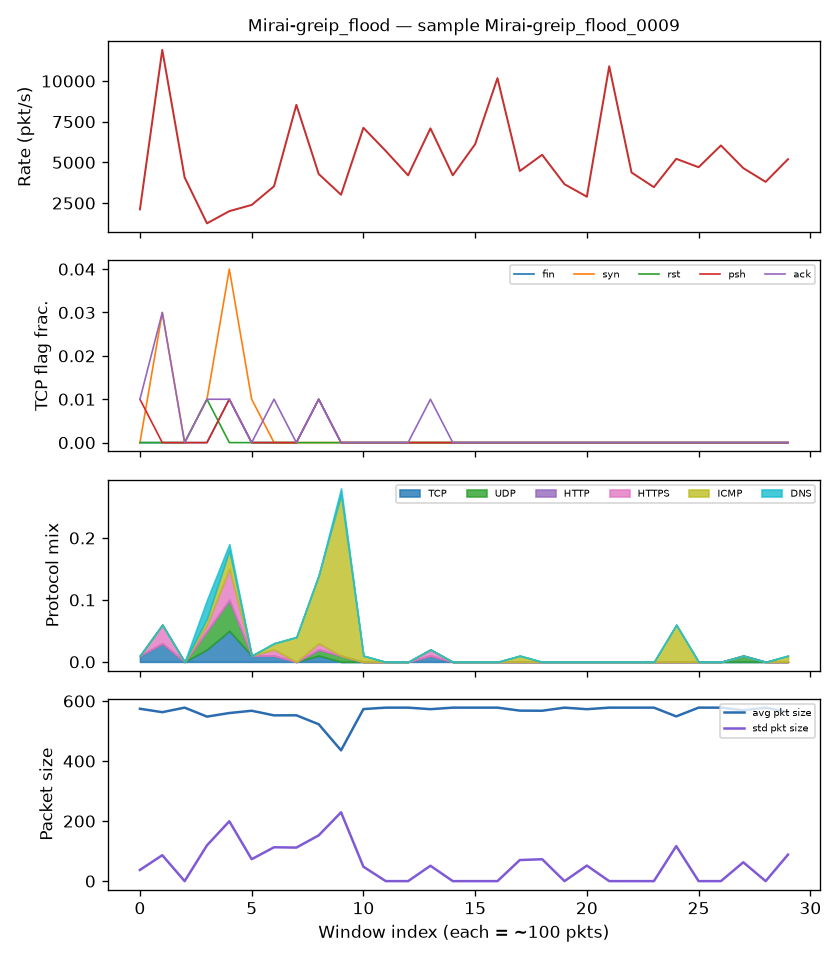 Mirai-greip_flood — sample Mirai-greip_flood_0009
Rate (pkt/s)
10000
7500
5000
2500
TCP flag frac.
0.04
0.03
0.02
0.01
0.00
fin syn rst psh ack
Protocol mix
0.2
0.1
0.0
TCP UDP HTTP HTTPS ICMP DNS
Packet size
600
400
200
0
avg pkt size
std pkt size
0 5 10 15 20 25 30
Window index (each = ~100 pkts)